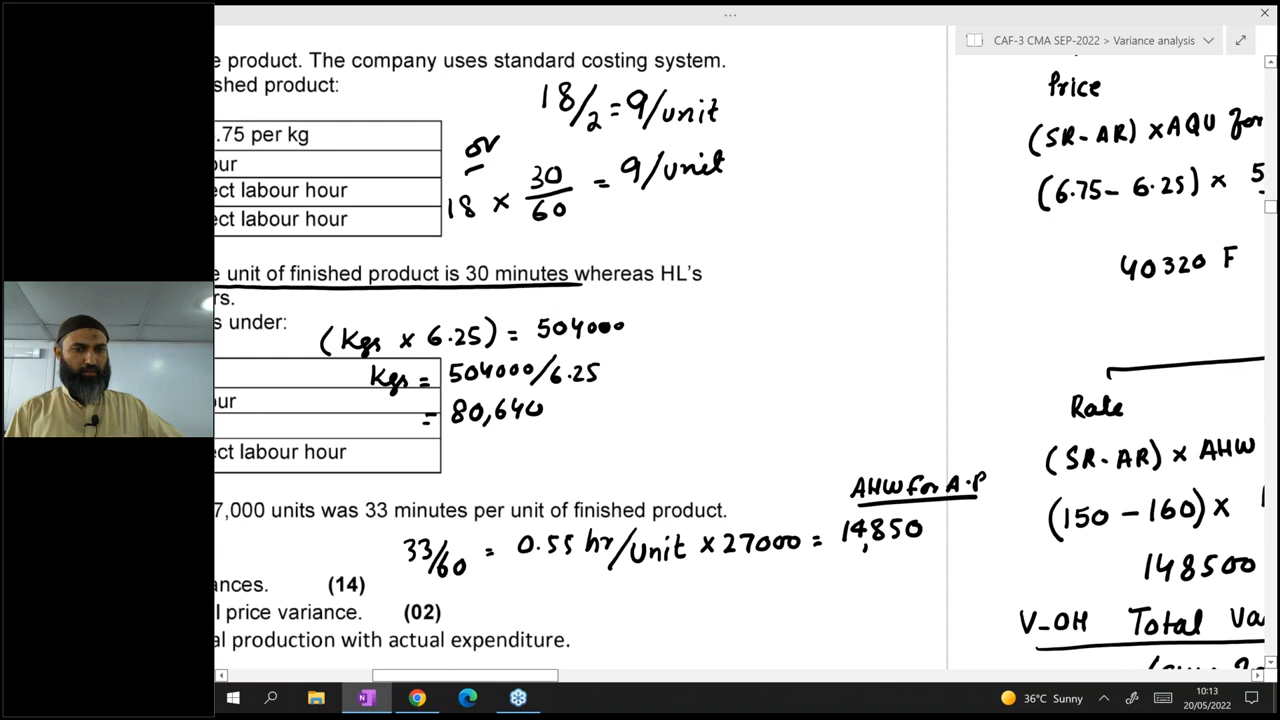 CAF-3 CMA SEP-2022 > Variance analysis
e product. The company uses standard costing system.
shed product:
18/2 = 9/unit
or
18 × 30/60 = 9/unit
.75 per kg
our
ct labour hour
ct labour hour
e unit of finished product is 30 minutes whereas HL's
rs.
s under:
(Kgs × 6.25) = 504000
Kgs = 504000/6.25
= 80,640
ur
ect labour hour
7,000 units was 33 minutes per unit of finished product.
AHW for A.P
33/60 = 0.55 hr/unit × 27000 = 14,850
ances. (14)
l price variance. (02)
al production with actual expenditure.
Price
(SR-AR) × AQU for
(6.75 - 6.25) × 5
40320 F
Rate
(SR-AR) × AHW
(150 - 160) ×
148500
V-OH Total Va
36°C Sunny
10:13
20/05/2022